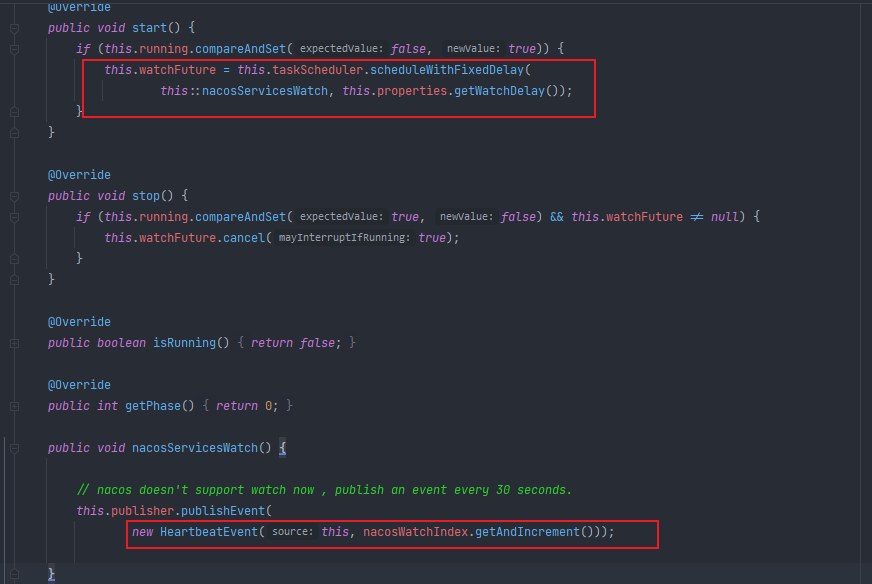 @Override
public void start() {
if (this.running.compareAndSet( expectedValue: false, newValue: true)) {
this.watchFuture = this.taskScheduler.scheduleWithFixedDelay(
this::nacosServicesWatch, this.properties.getWatchDelay());
}
}
@Override
public void stop() {
if (this.running.compareAndSet( expectedValue: true, newValue: false) && this.watchFuture ≠ null) {
this.watchFuture.cancel( mayInterruptIfRunning: true);
}
}
@Override
public boolean isRunning() { return false; }
@Override
public int getPhase() { return 0; }
public void nacosServicesWatch() {
// nacos doesn't support watch now , publish an event every 30 seconds.
this.publisher.publishEvent(
new HeartbeatEvent( source: this, nacosWatchIndex.getAndIncrement()));
}